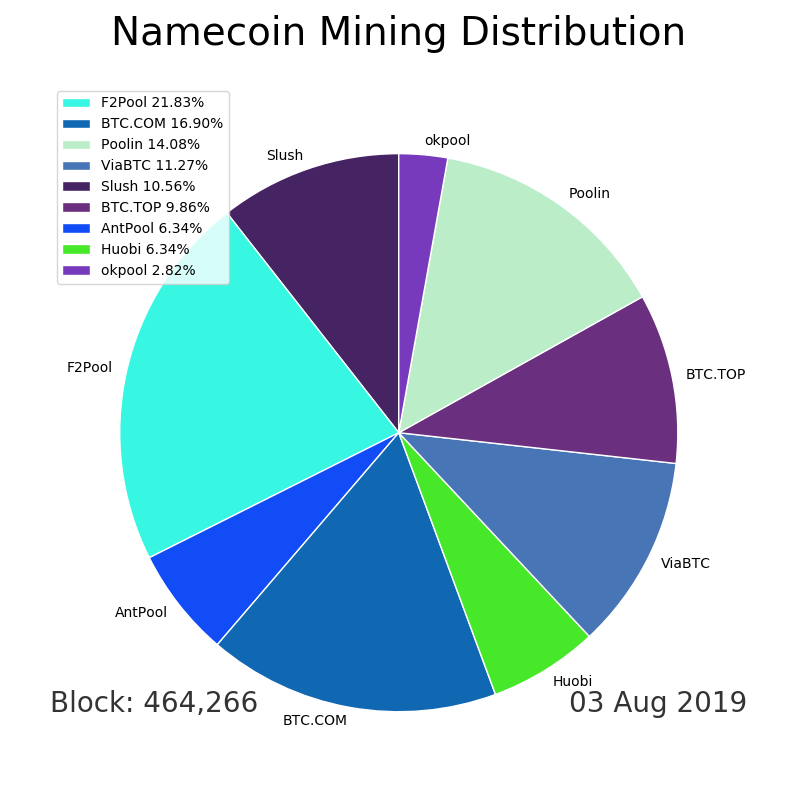 Namecoin Mining Distribution
F2Pool 21.83%
BTC.COM 16.90%
Poolin 14.08%
ViaBTC 11.27%
Slush 10.56%
BTC.TOP 9.86%
AntPool 6.34%
Huobi 6.34%
okpool 2.82%
okpool
Slush
Poolin
F2Pool
BTC.TOP
ViaBTC
AntPool
Huobi
BTC.COM
Block: 464,266
03 Aug 2019